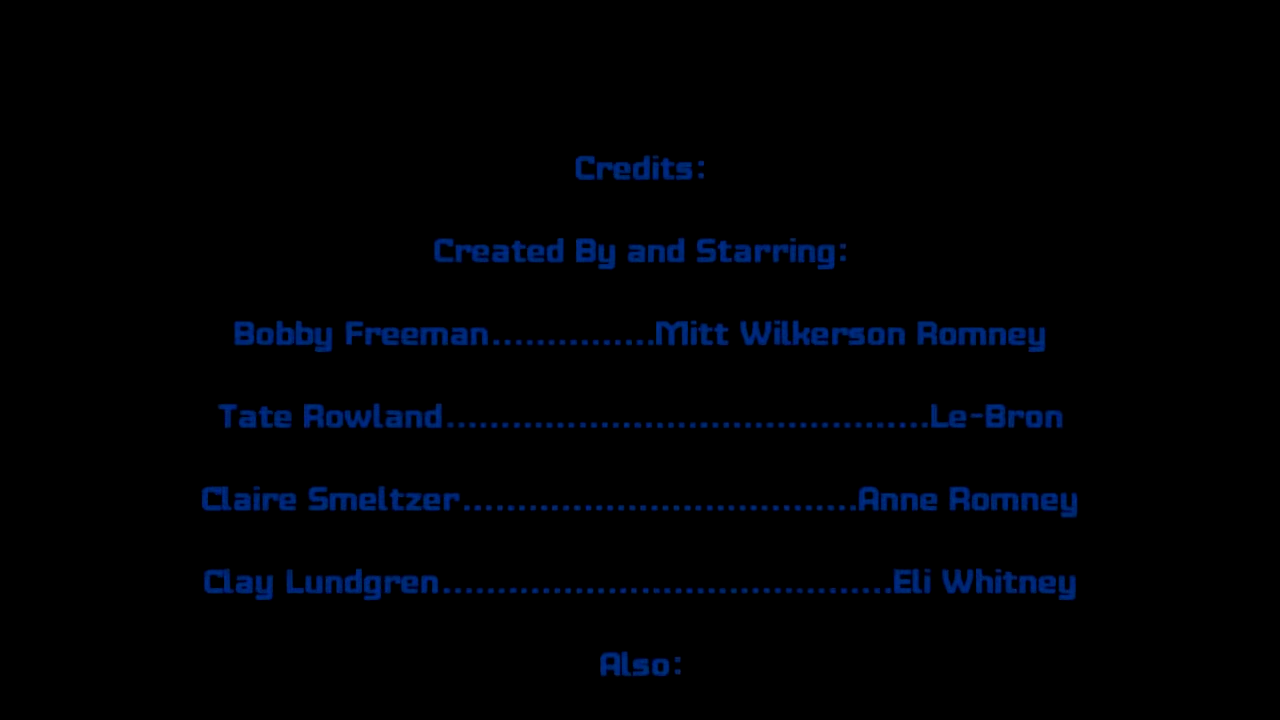 Credits:
Created By and Starring:
Bobby Freeman...............Mitt Wilkerson Romney
Tate Rowland............................................Le-Bron
Claire Smeltzer....................................Anne Romney
Clay Lundgren.........................................Eli Whitney
Also: